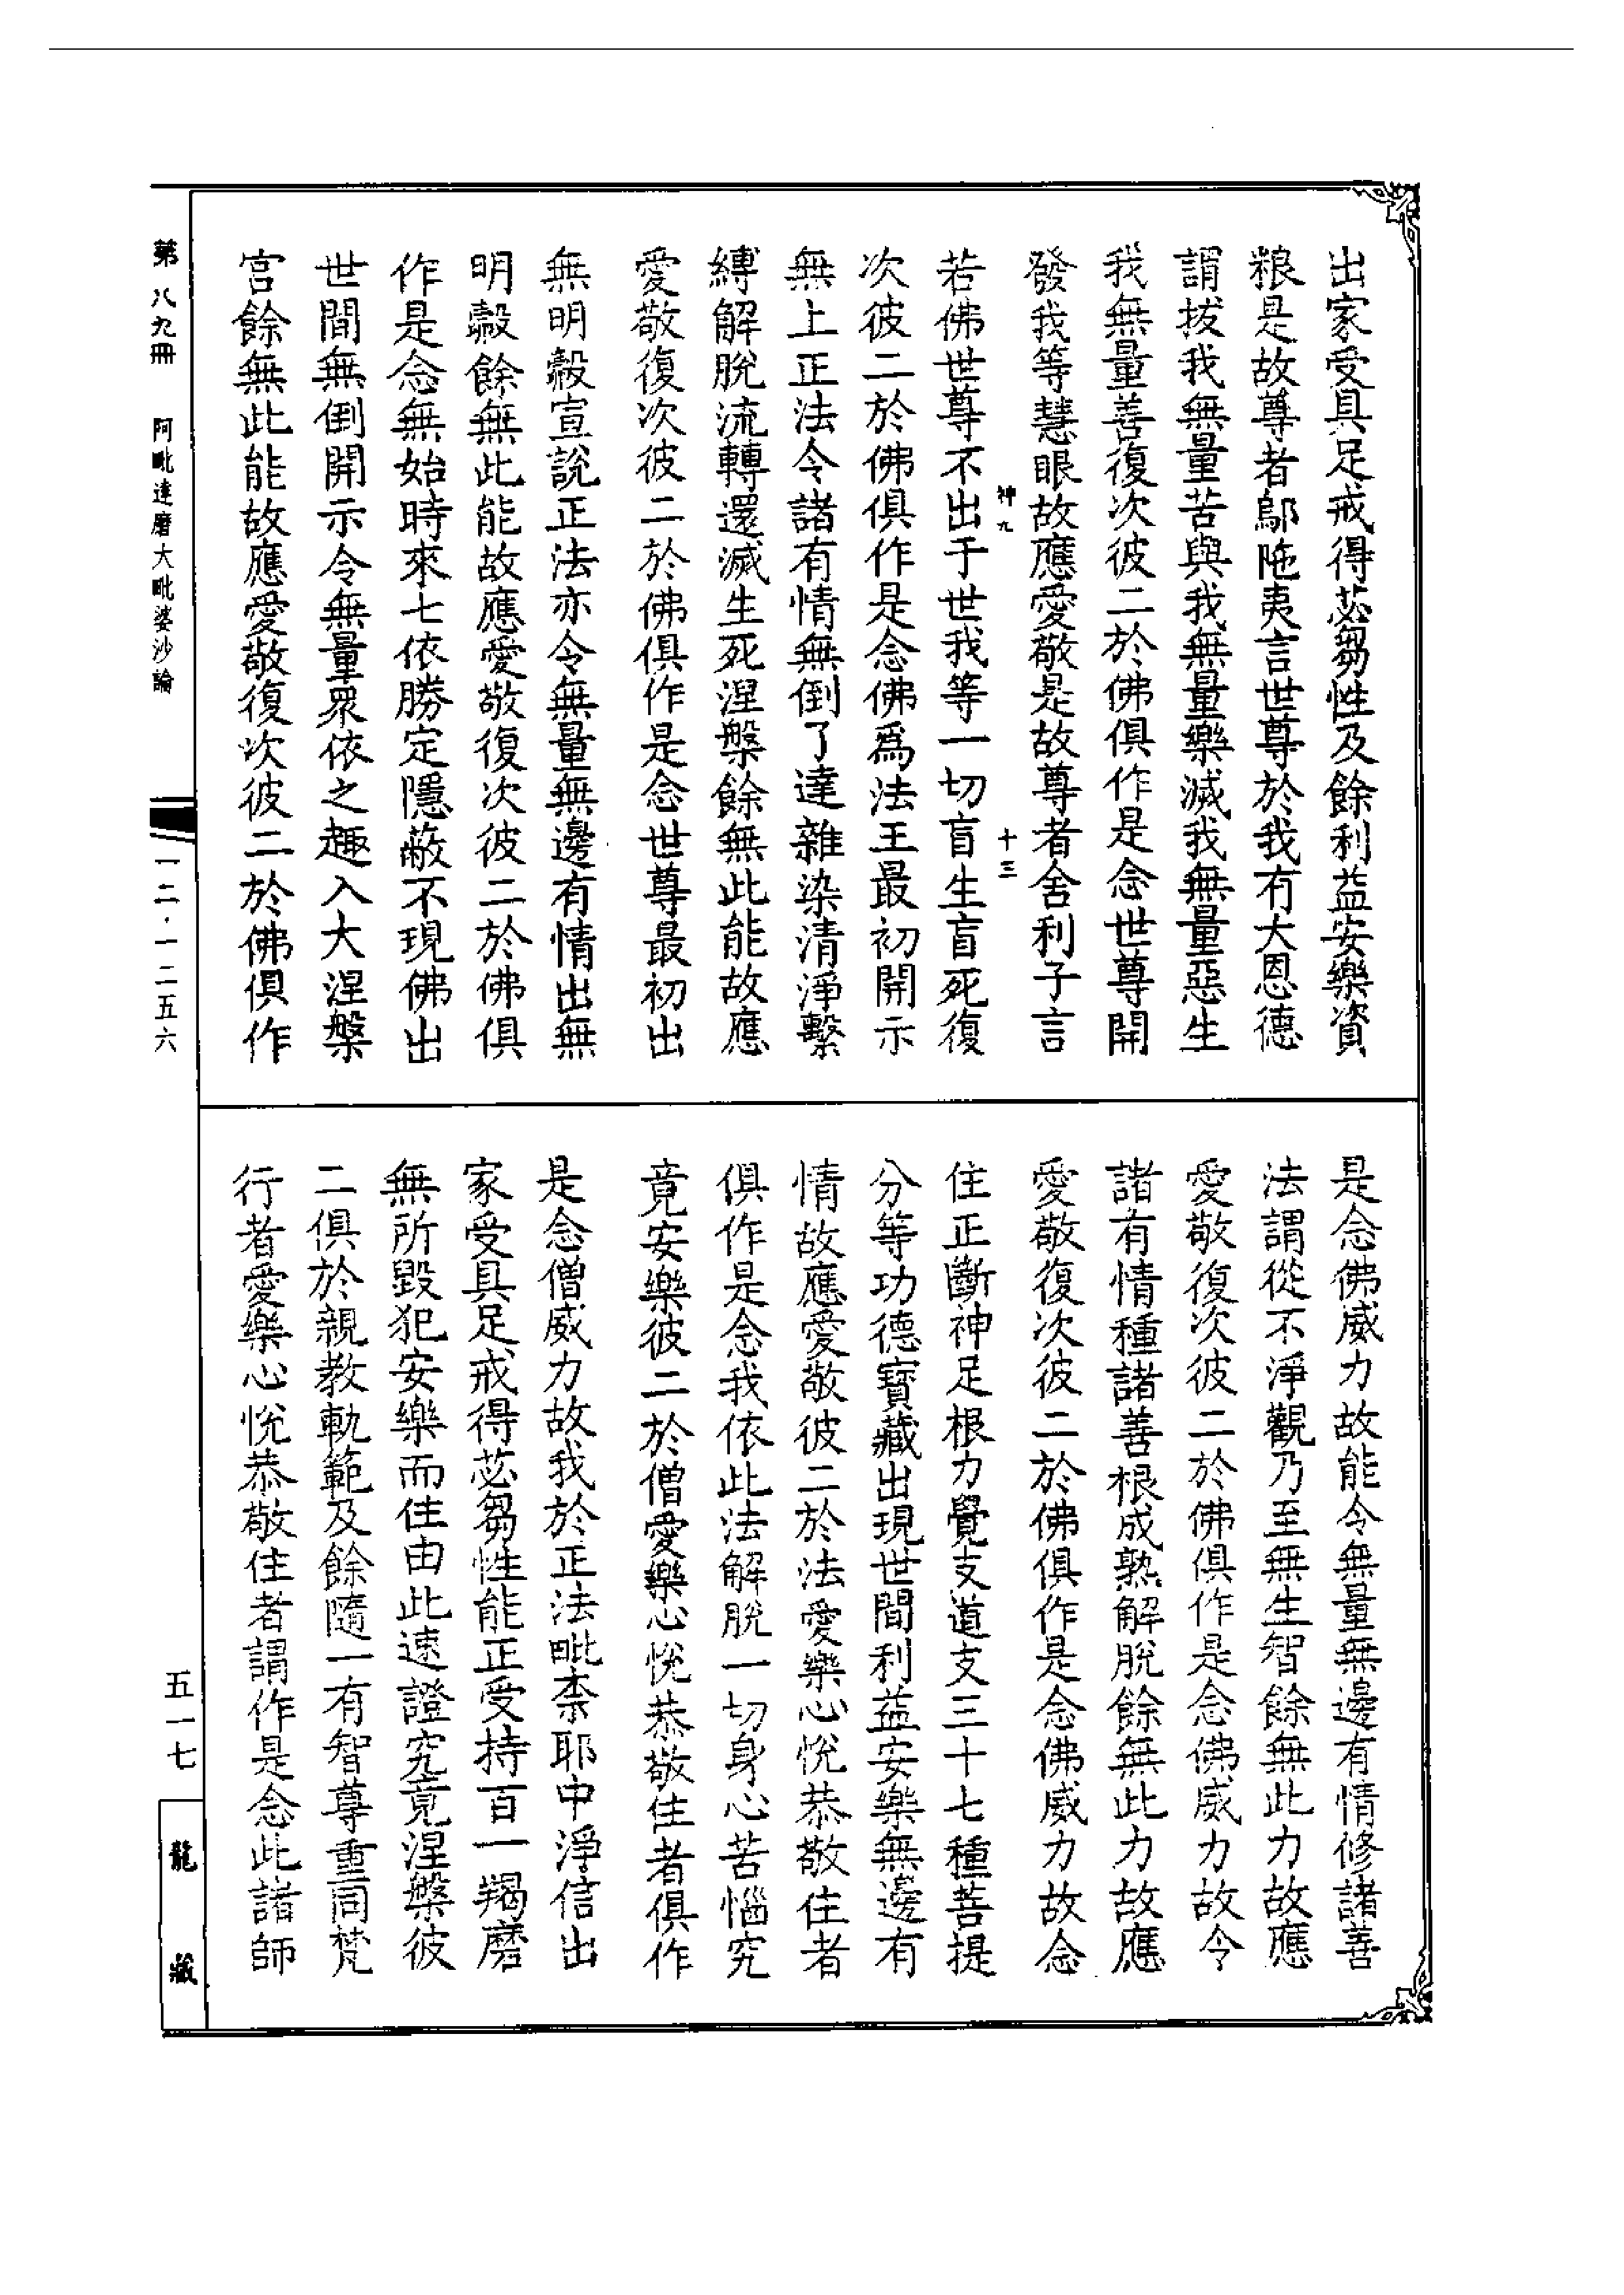 出家受具足戒得苾芻性及餘利益安樂資
粮是故尊者鄔陁夷言世尊於我有大恩德
謂拔我無量苦與我無量樂滅我無量惡生
我無量善復次彼二於佛俱作是念世尊開
發我等慧眼故應愛敬是故尊者舍利子言
神九 十三
若佛世尊不出于世我等一切盲生盲死復
次彼二於佛俱作是念佛爲法王最初開示
無上正法令諸有情無倒了達雜染清淨繫
縛解脫流轉還滅生死涅槃餘無此能故應
愛敬復次彼二於佛俱作是念世尊最初出
無明㲉宣說正法亦令無量無邊有情出無
明㲉餘無此能故應愛敬復次彼二於佛俱
作是念無始時來七依勝定隱蔽不現佛出
世間無倒開示令無量眾依之趣入大涅槃
宮餘無此能故應愛敬復次彼二於佛俱作
是念佛威力故能令無量無邊有情修諸善
法謂從不淨觀乃至無生智餘無此力故應
愛敬復次彼二於佛俱作是念佛威力故令
諸有情種諸善根成熟解脫餘無此力故應
愛敬復次彼二於佛俱作是念佛威力故念
住正斷神足根力覺支道支三十七種菩提
分等功德寶藏出現世間利益安樂無邊有
情故應愛敬彼二於法愛樂心悅恭敬住者
俱作是念我依此法解脫一切身心苦惱究
竟安樂彼二於僧愛樂心悅恭敬住者俱作
是念僧威力故我於正法毗柰耶中淨信出
家受具足戒得苾芻性能正受持百一羯磨
無所毀犯安樂而住由此速證究竟涅槃彼
二俱於親教軌範及餘隨一有智尊重同梵
行者愛樂心悅恭敬住者謂作是念此諸師
第八九冊 阿毗達磨大毗婆沙論
一二·一二五六
五一七
龍藏